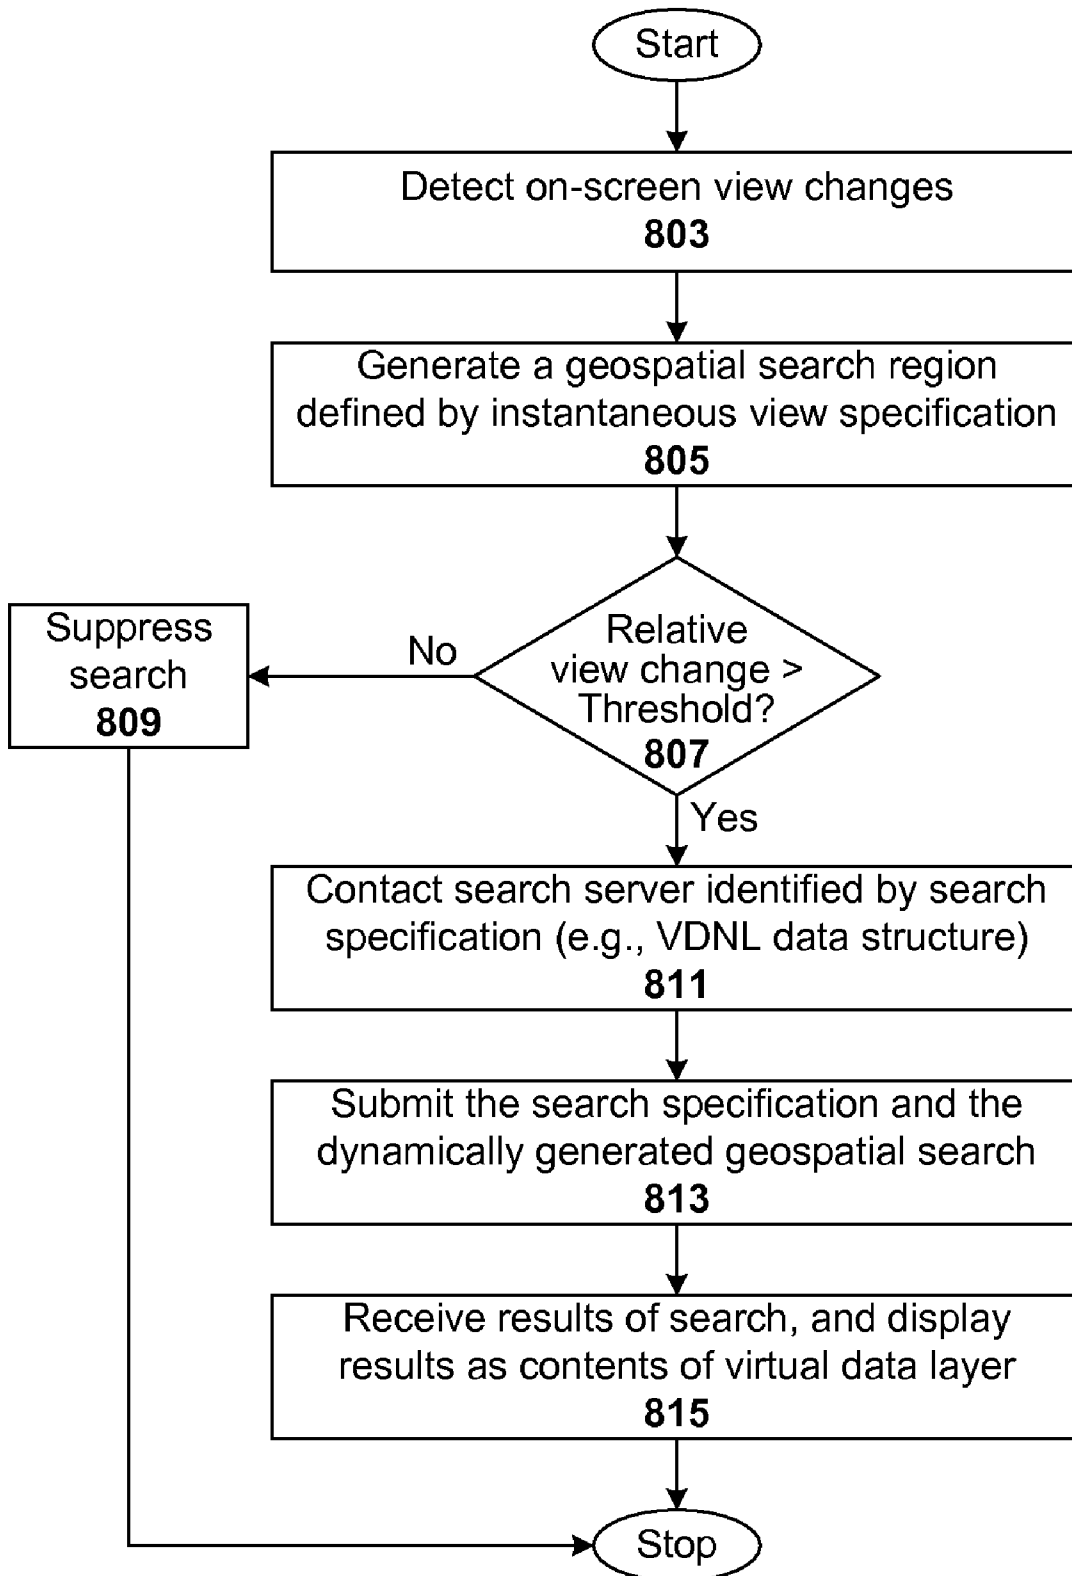 Start
Detect on-screen view changes
803
Generate a geospatial search region
defined by instantaneous view specification
805
Relative
view change >
Threshold?
807
No
Suppress
search
809
Yes
Contact search server identified by search
specification (e.g., VDNL data structure)
811
Submit the search specification and the
dynamically generated geospatial search
813
Receive results of search, and display
results as contents of virtual data layer
815
Stop